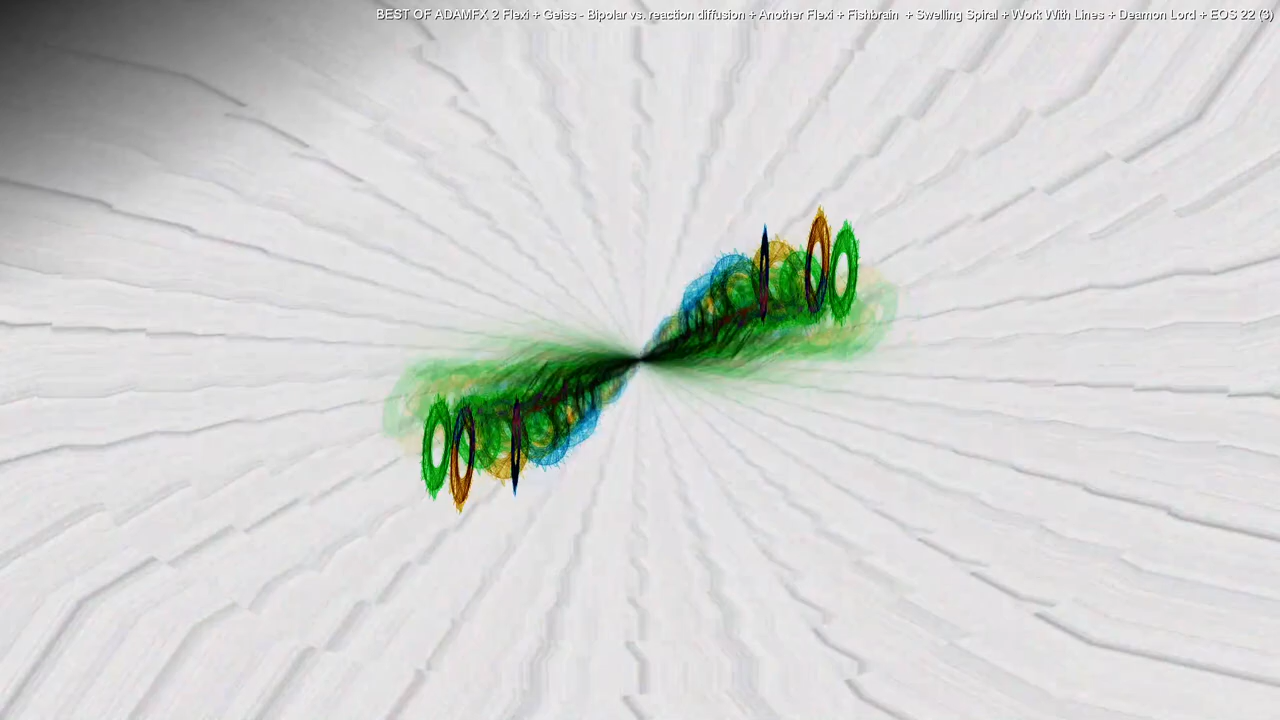 BEST OF ADAMFX 2 Flexi + Geiss - Bipolar vs. reaction diffusion + Another Flexi + Fishbrain  + Swelling Spiral + Work With Lines + Deamon Lord + EOS 22 (3)